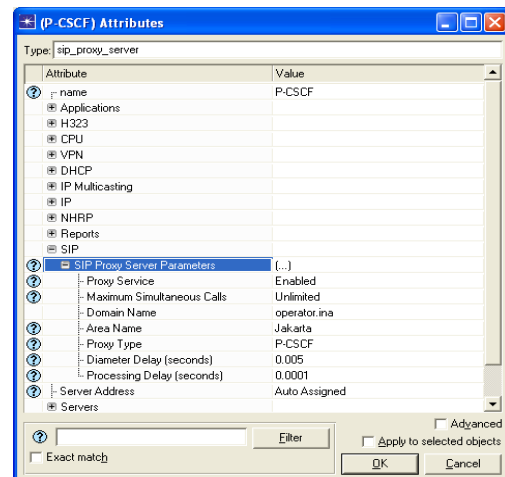 (P-CSCF) Attributes
Type: sip_proxy_server
Attribute Value
name P-CSCF
Applications
H323
CPU
VPN
DHCP
IP Multicasting
IP
NHRP
Reports
SIP
SIP Proxy Server Parameters (...)
Proxy Service Enabled
Maximum Simultaneous Calls Unlimited
Domain Name operator.ina
Area Name Jakarta
Proxy Type P-CSCF
Diameter Delay (seconds) 0.005
Processing Delay (seconds) 0.0001
Server Address Auto Assigned
Servers
Advanced
Filter
Apply to selected objects
Exact match
OK Cancel